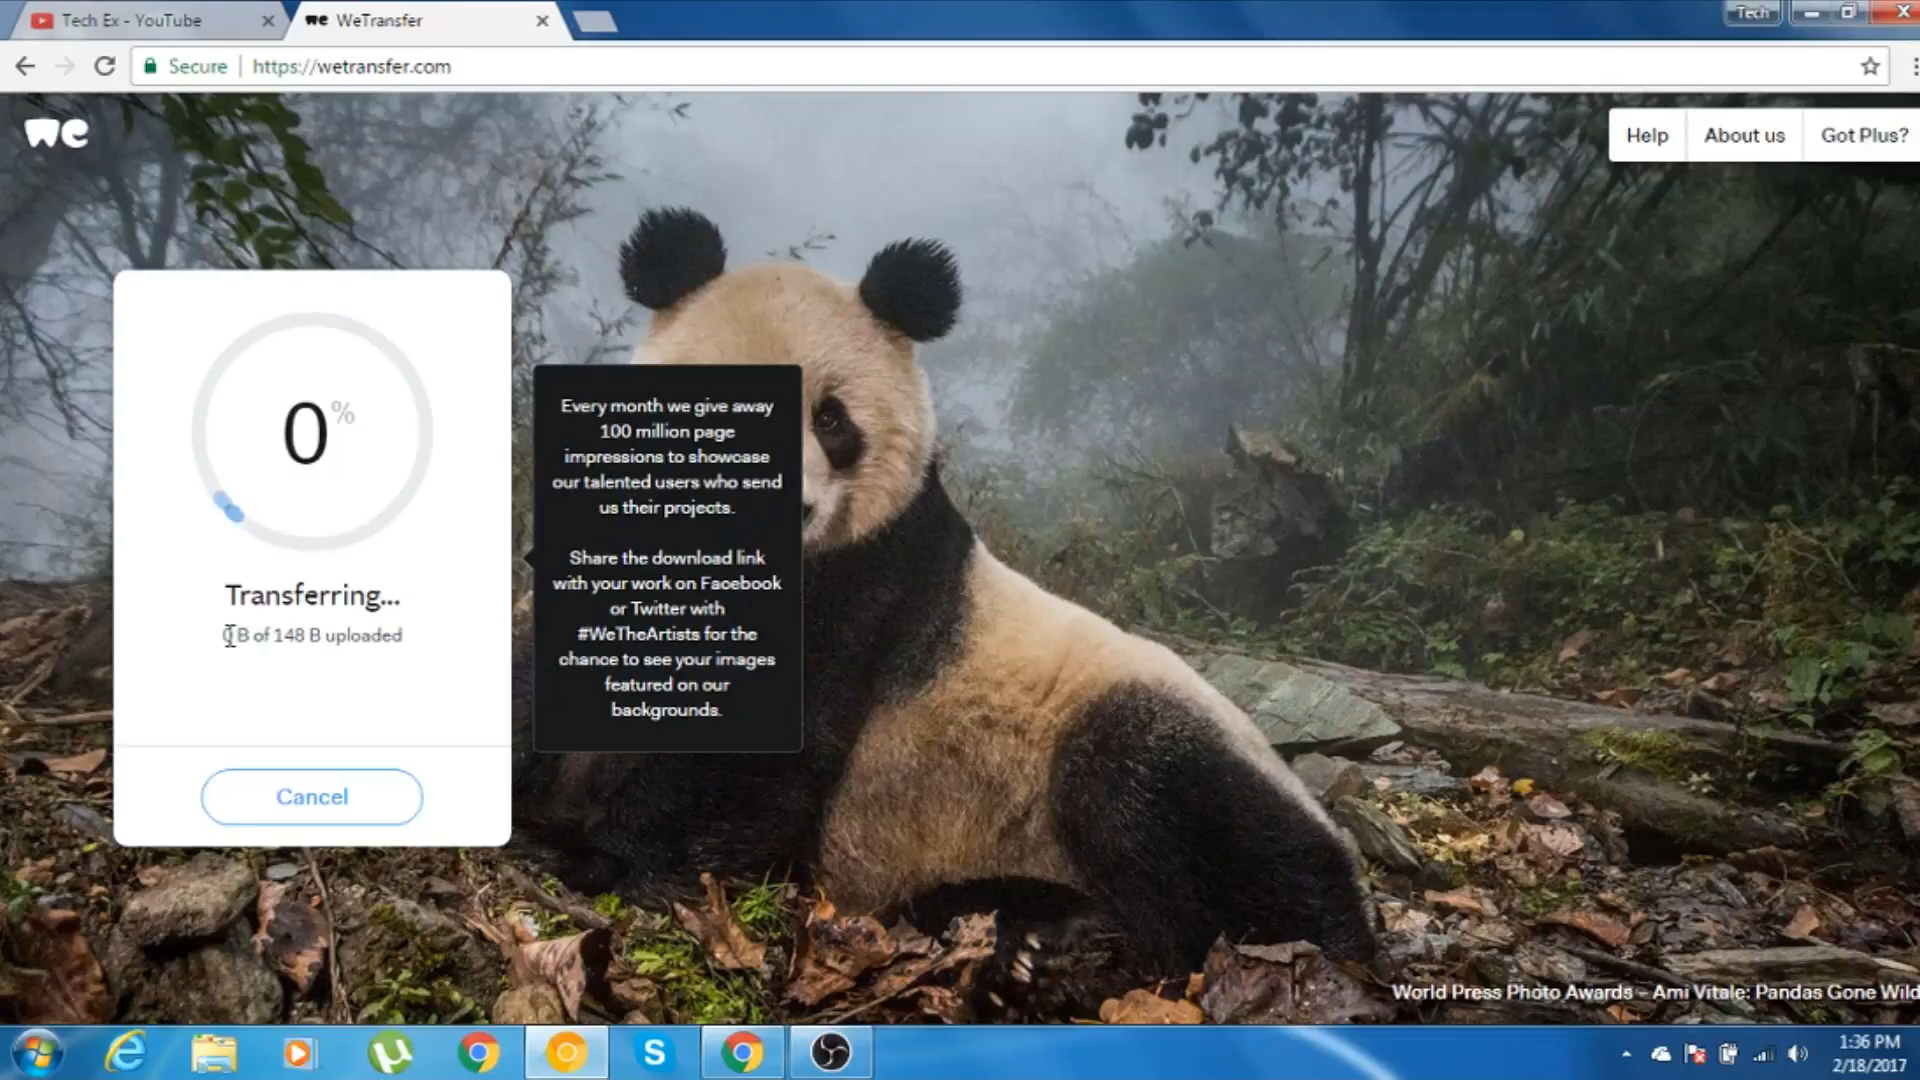 Tech Ex - YouTube
we WeTransfer
Tech
Secure
https://wetransfer.com
we
Help
About us
Got Plus?
0%
Transferring...
0 B of 148 B uploaded
Cancel
Every month we give away
100 million page
impressions to showcase
our talented users who send
us their projects.
Share the download link
with your work on Facebook
or Twitter with
#WeTheArtists for the
chance to see your images
featured on our
backgrounds.
World Press Photo Awards – Ami Vitale: Pandas Gone Wild
1:36 PM
2/18/2017